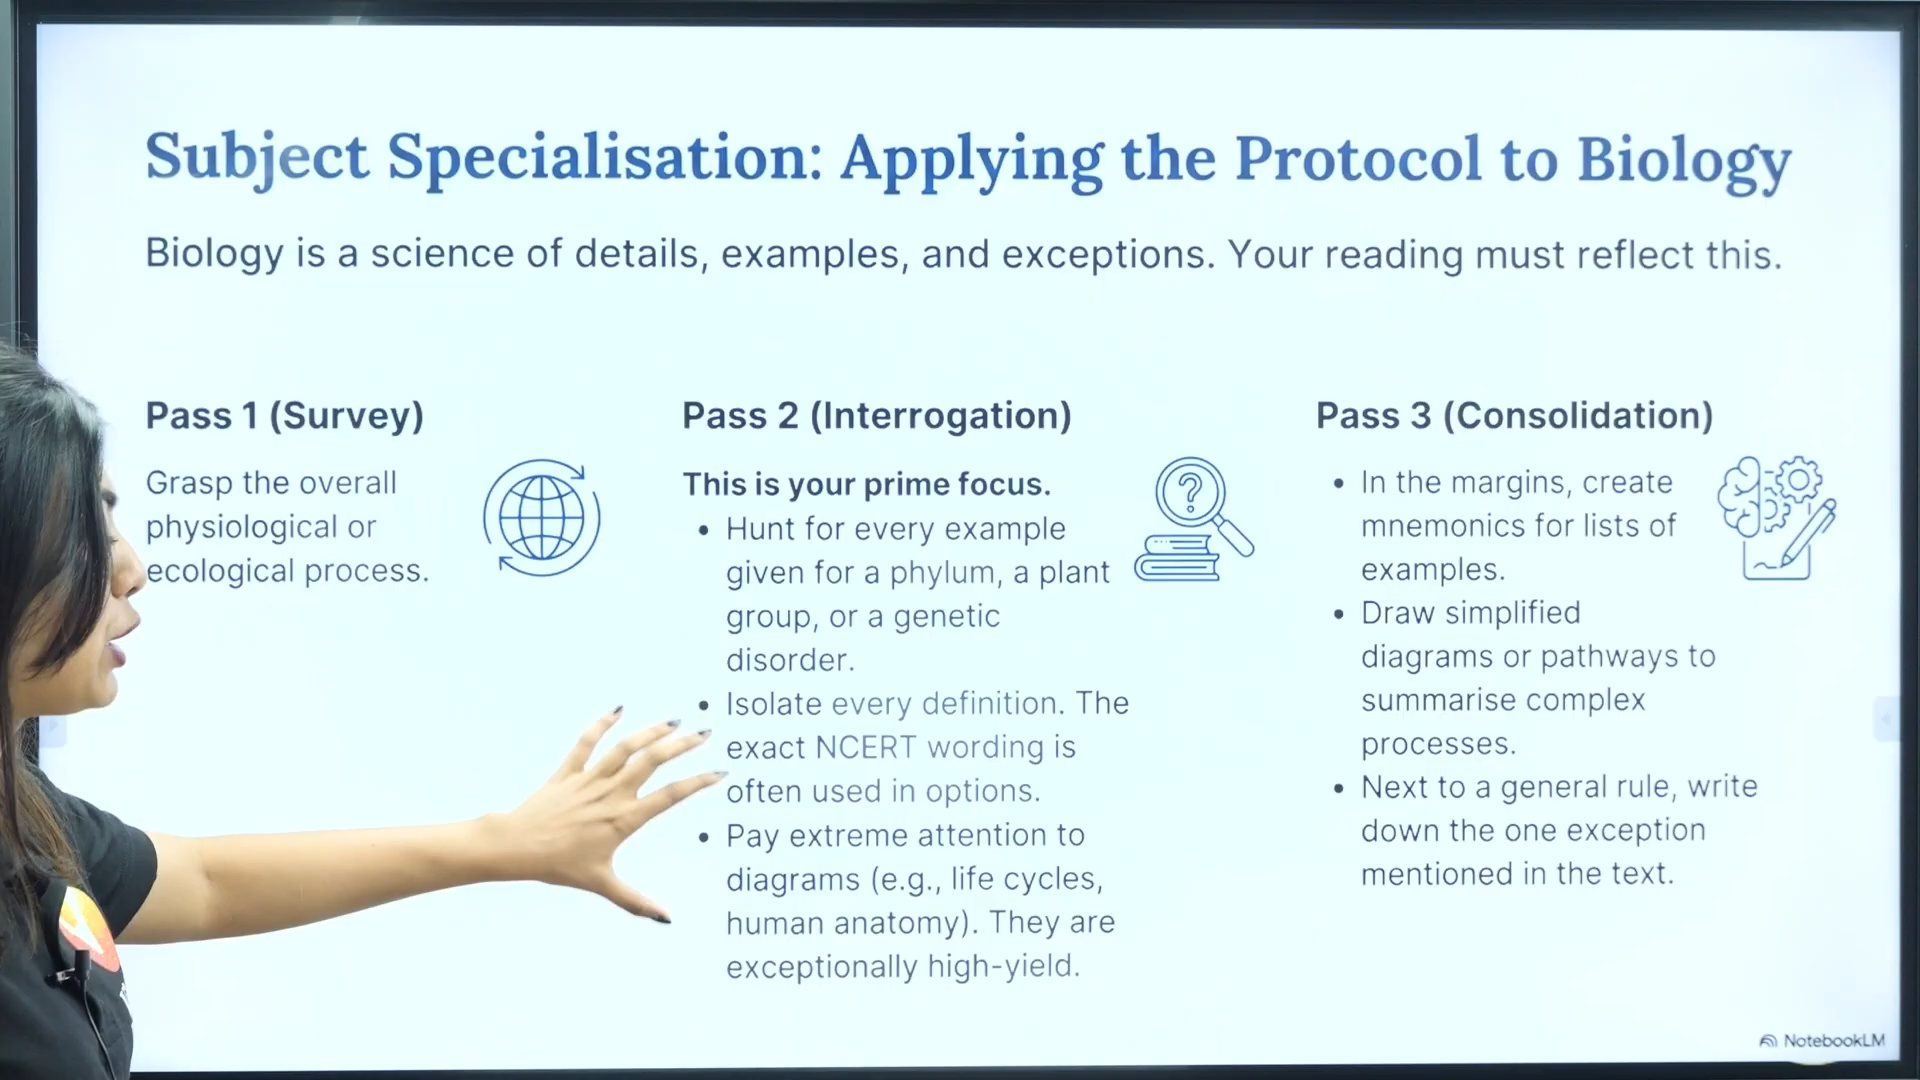 Subject Specialisation: Applying the Protocol to Biology
Biology is a science of details, examples, and exceptions. Your reading must reflect this.
Pass 1 (Survey)
Grasp the overall
physiological or
ecological process.
Pass 2 (Interrogation)
This is your prime focus.
• Hunt for every example
given for a phylum, a plant
group, or a genetic
disorder.
• Isolate every definition. The
exact NCERT wording is
often used in options.
• Pay extreme attention to
diagrams (e.g., life cycles,
human anatomy). They are
exceptionally high-yield.
Pass 3 (Consolidation)
• In the margins, create
mnemonics for lists of
examples.
• Draw simplified
diagrams or pathways to
summarise complex
processes.
• Next to a general rule, write
down the one exception
mentioned in the text.
NotebookLM